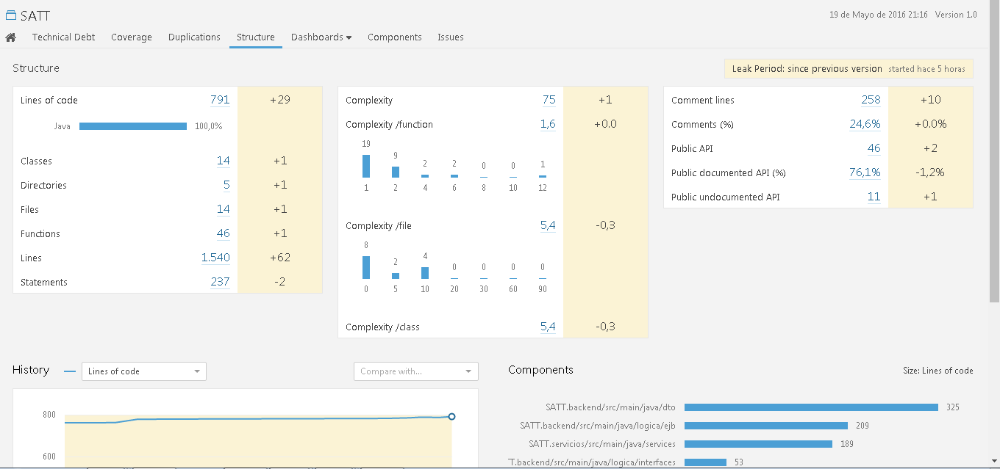 SATT
19 de Mayo de 2016 21:16 Version 1.0
Technical Debt Coverage Duplications Structure Dashboards Components Issues
Structure
Leak Period: since previous version started hace 5 horas
Lines of code 791 +29
Java 100,0%
Classes 14 +1
Directories 5 +1
Files 14 +1
Functions 46 +1
Lines 1.540 +62
Statements 237 -2
Complexity 75 +1
Complexity /function 1,6 +0.0
19 9 2 2 0 0 1
1 2 4 6 8 10 12
Complexity /file 5,4 -0,3
8 2 4 0 0 0 0
0 5 10 20 30 60 90
Complexity /class 5,4 -0,3
Comment lines 258 +10
Comments (%) 24,6% +0.0%
Public API 46 +2
Public documented API (%) 76,1% -1,2%
Public undocumented API 11 +1
History Lines of code Compare with...
800
600
Components Size: Lines of code
SATT.backend/src/main/java/dto 325
SATT.backend/src/main/java/logica/ejb 209
SATT.servicios/src/main/java/services 189
T.backend/src/main/java/logica/interfaces 53